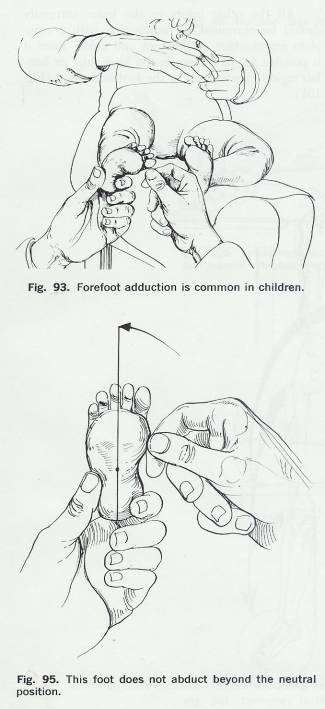 Fig. 93. Forefoot adduction is common in children.
Fig. 95. This foot does not abduct beyond the neutral
position.